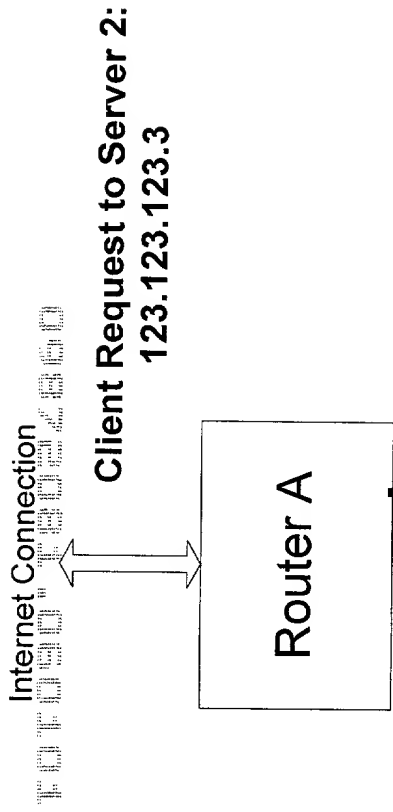 Internet Connection
Client Request to Server 2:
123.123.123.3
Router A